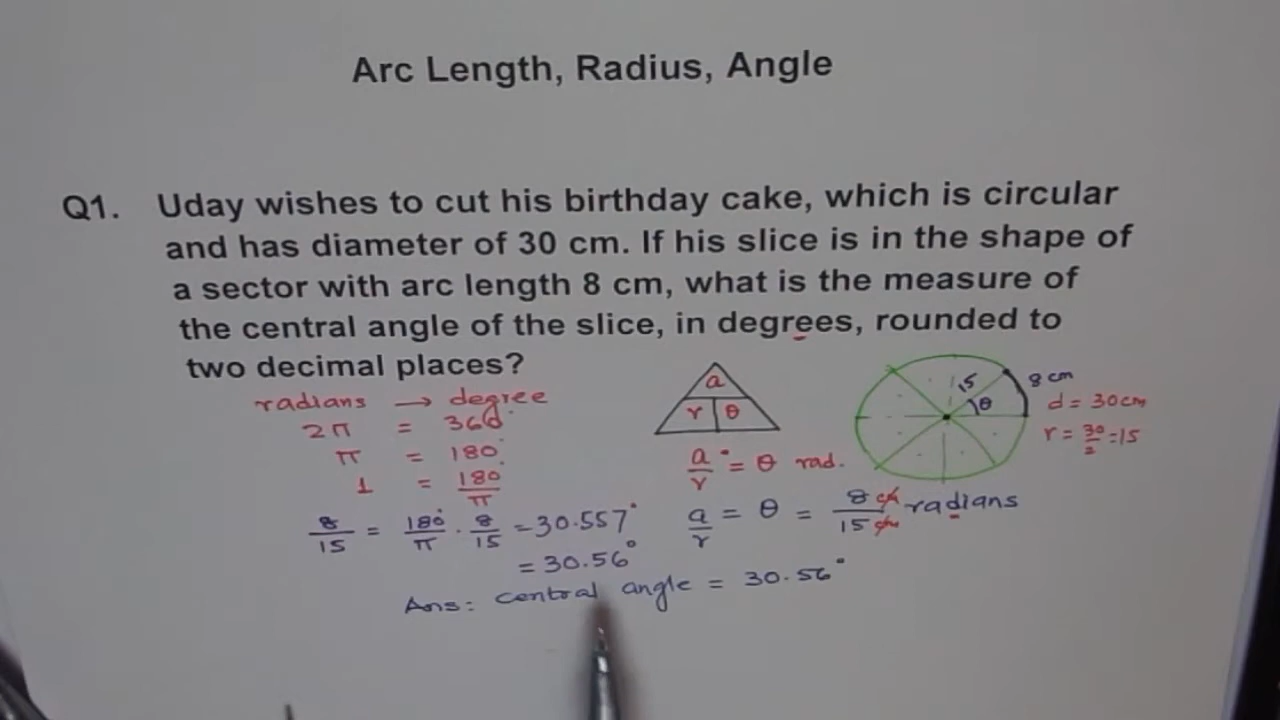 Arc Length, Radius, Angle
Q1. Uday wishes to cut his birthday cake, which is circular
and has diameter of 30 cm. If his slice is in the shape of
a sector with arc length 8 cm, what is the measure of
the central angle of the slice, in degrees, rounded to
two decimal places?
radians → degree
2π = 360°
π = 180°
1 = 180°/π
8/15 = 180°/π · 8/15 = 30.557°
= 30.56°
a
r θ
a/r = θ rad.
a/r = θ = 8 cm/15 cm radians
15
θ
8 cm
d = 30cm
r = 30/2 = 15
Ans: central angle = 30.56°